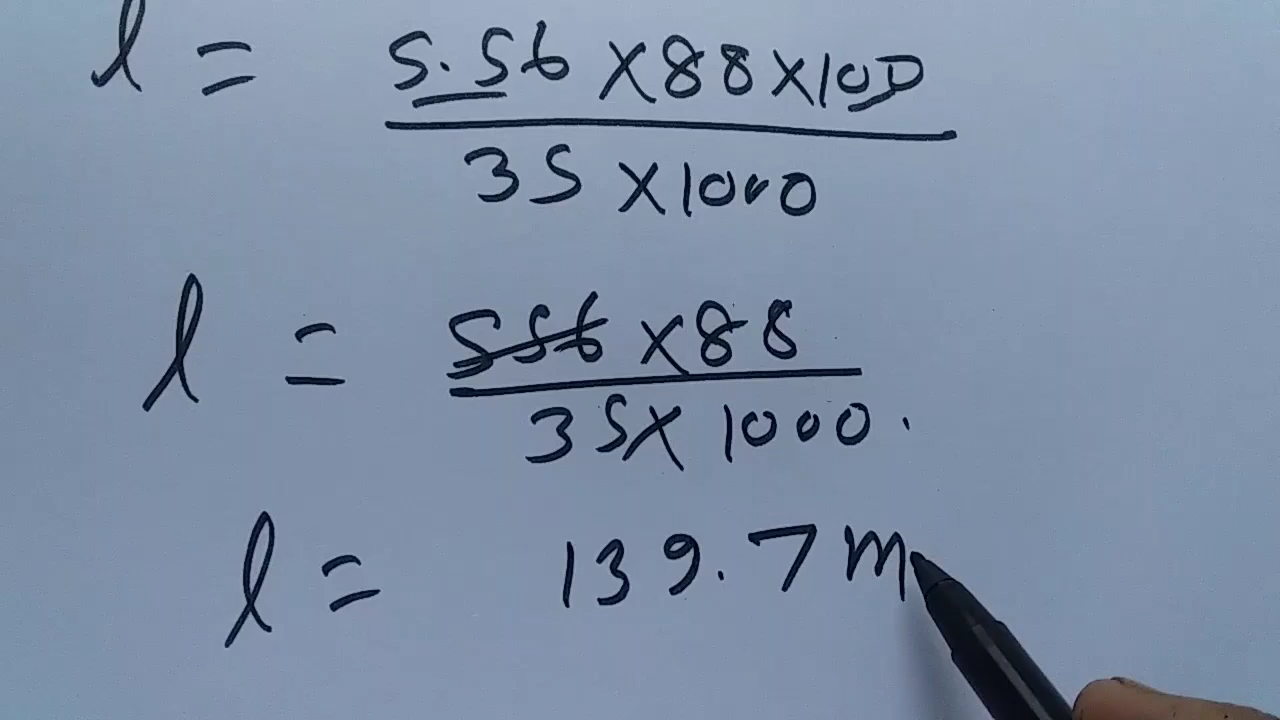 l = 5.56 x 88 x 100
35 x 1000
l = 556 x 88
35 x 1000.
l = 139.7 m